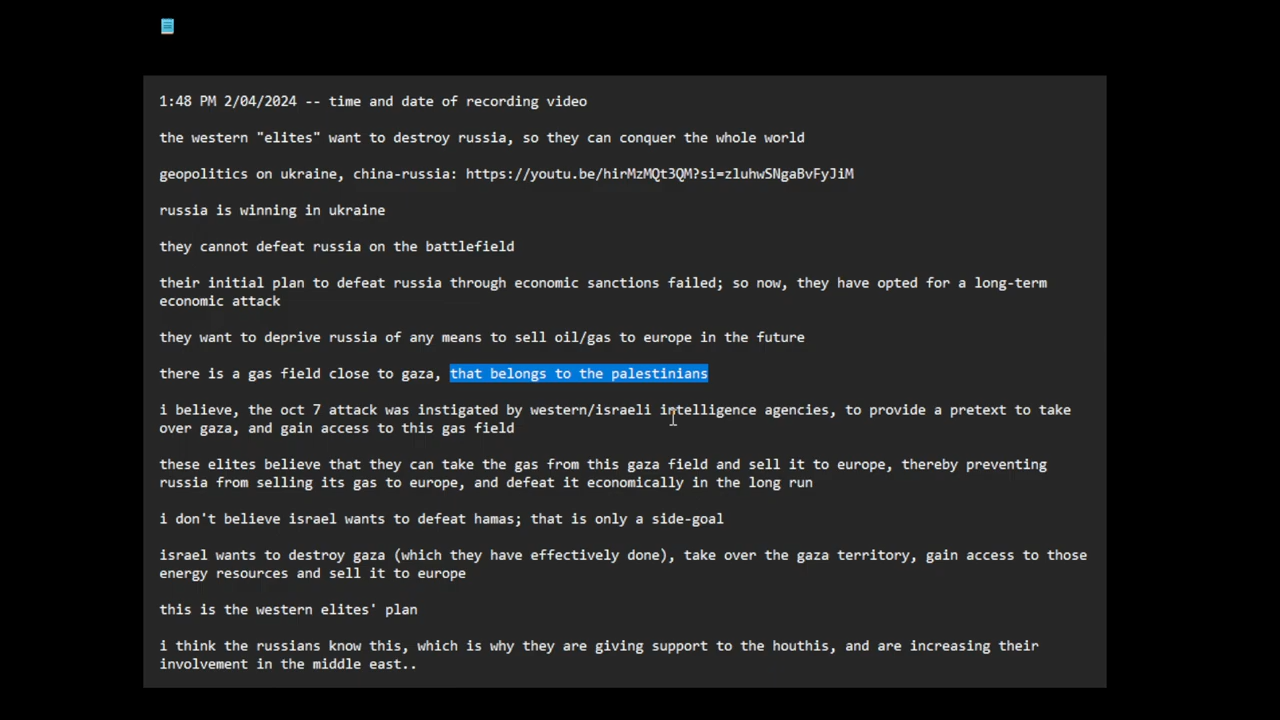 1:48 PM 2/04/2024 -- time and date of recording video
the western "elites" want to destroy russia, so they can conquer the whole world
geopolitics on ukraine, china-russia: https://youtu.be/hirMzMQt3QM?si=zluhwSNgaBvFyJiM
russia is winning in ukraine
they cannot defeat russia on the battlefield
their initial plan to defeat russia through economic sanctions failed; so now, they have opted for a long-term
economic attack
they want to deprive russia of any means to sell oil/gas to europe in the future
there is a gas field close to gaza, that belongs to the palestinians
i believe, the oct 7 attack was instigated by western/israeli intelligence agencies, to provide a pretext to take
over gaza, and gain access to this gas field
these elites believe that they can take the gas from this gaza field and sell it to europe, thereby preventing
russia from selling its gas to europe, and defeat it economically in the long run
i don't believe israel wants to defeat hamas; that is only a side-goal
israel wants to destroy gaza (which they have effectively done), take over the gaza territory, gain access to those
energy resources and sell it to europe
this is the western elites' plan
i think the russians know this, which is why they are giving support to the houthis, and are increasing their
involvement in the middle east..